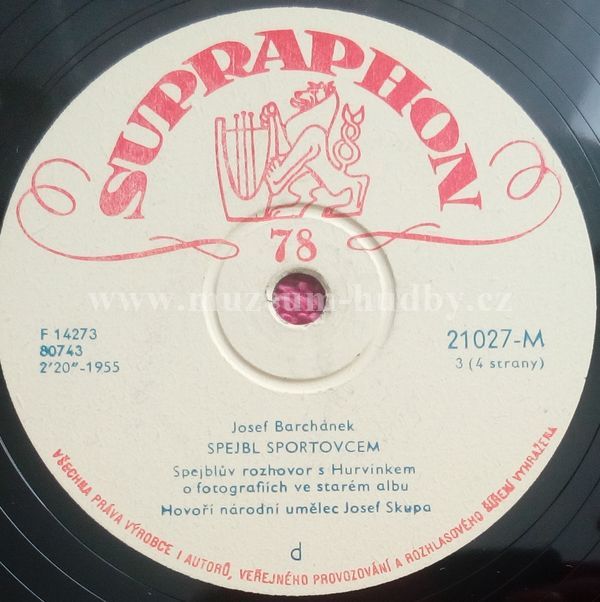 SUPRAPHON
78
www.muzeum-hudby.cz
F 14273
80743
2'20"-1955
21027-M
3 (4 strany)
Josef Barchánek
SPEJBL SPORTOVCEM
Spejblův rozhovor s Hurvínkem
o fotografiích ve starém albu
Hovoří národní umělec Josef Skupa
d
VŠECHNA PRÁVA VÝROBCE I AUTORŮ, VEŘEJNÉHO PROVOZOVÁNÍ A ROZHLASOVÉHO ŠÍŘENÍ VYHRAŽENA